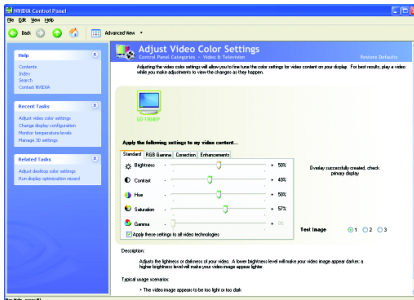 NVIDIA Control Panel
File Edit View Help
Back
Advanced View
Help
Contents
Index
Search
Contact NVIDIA
Recent Tasks
Adjust video color settings
Change display configuration
Monitor temperature levels
Manage 3D settings
Related Tasks
Adjust desktop color settings
Run display optimization wizard
Adjust Video Color Settings
Control Panel Categories - Video & Television
Restore Defaults
Adjusting the video color settings will allow you to fine tune the color settings for video content on your display. For best results, play a video
while you make adjustments to view the changes as they happen.
Apply the following settings to my video content...
Standard RGB Gamma Correction Enhancements
Brightness - + 50%
Contrast - + 43%
Hue - + 50%
Saturation - + 57%
Gamma - + 0%
Apply these settings to all video technologies
Overlay successfully created, check
primary display
Test Image 1 2 3
Description:
Adjusts the lightness or darkness of your video. A lower brightness level will make your video image appear darker; a
higher brightness level will make your video image appear lighter.
Typical usage scenarios:
• The video image appears to be too light or too dark